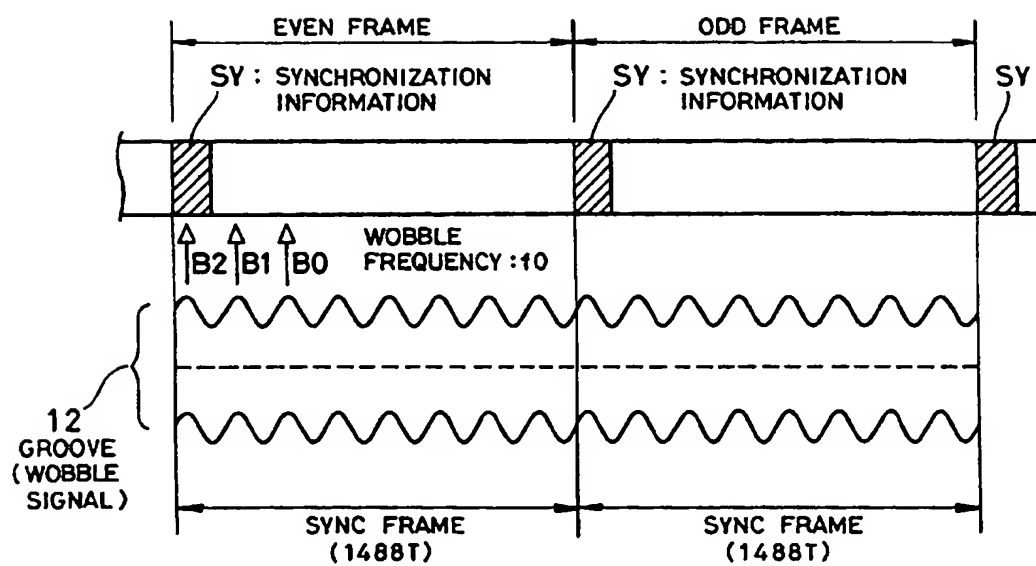 EVEN FRAME
ODD FRAME
SY : SYNCHRONIZATION
INFORMATION
SY : SYNCHRONIZATION
INFORMATION
SY
B2
B1
B0
WOBBLE
FREQUENCY : f0
12
GROOVE
(WOBBLE
SIGNAL)
SYNC FRAME
(1488T)
SYNC FRAME
(1488T)